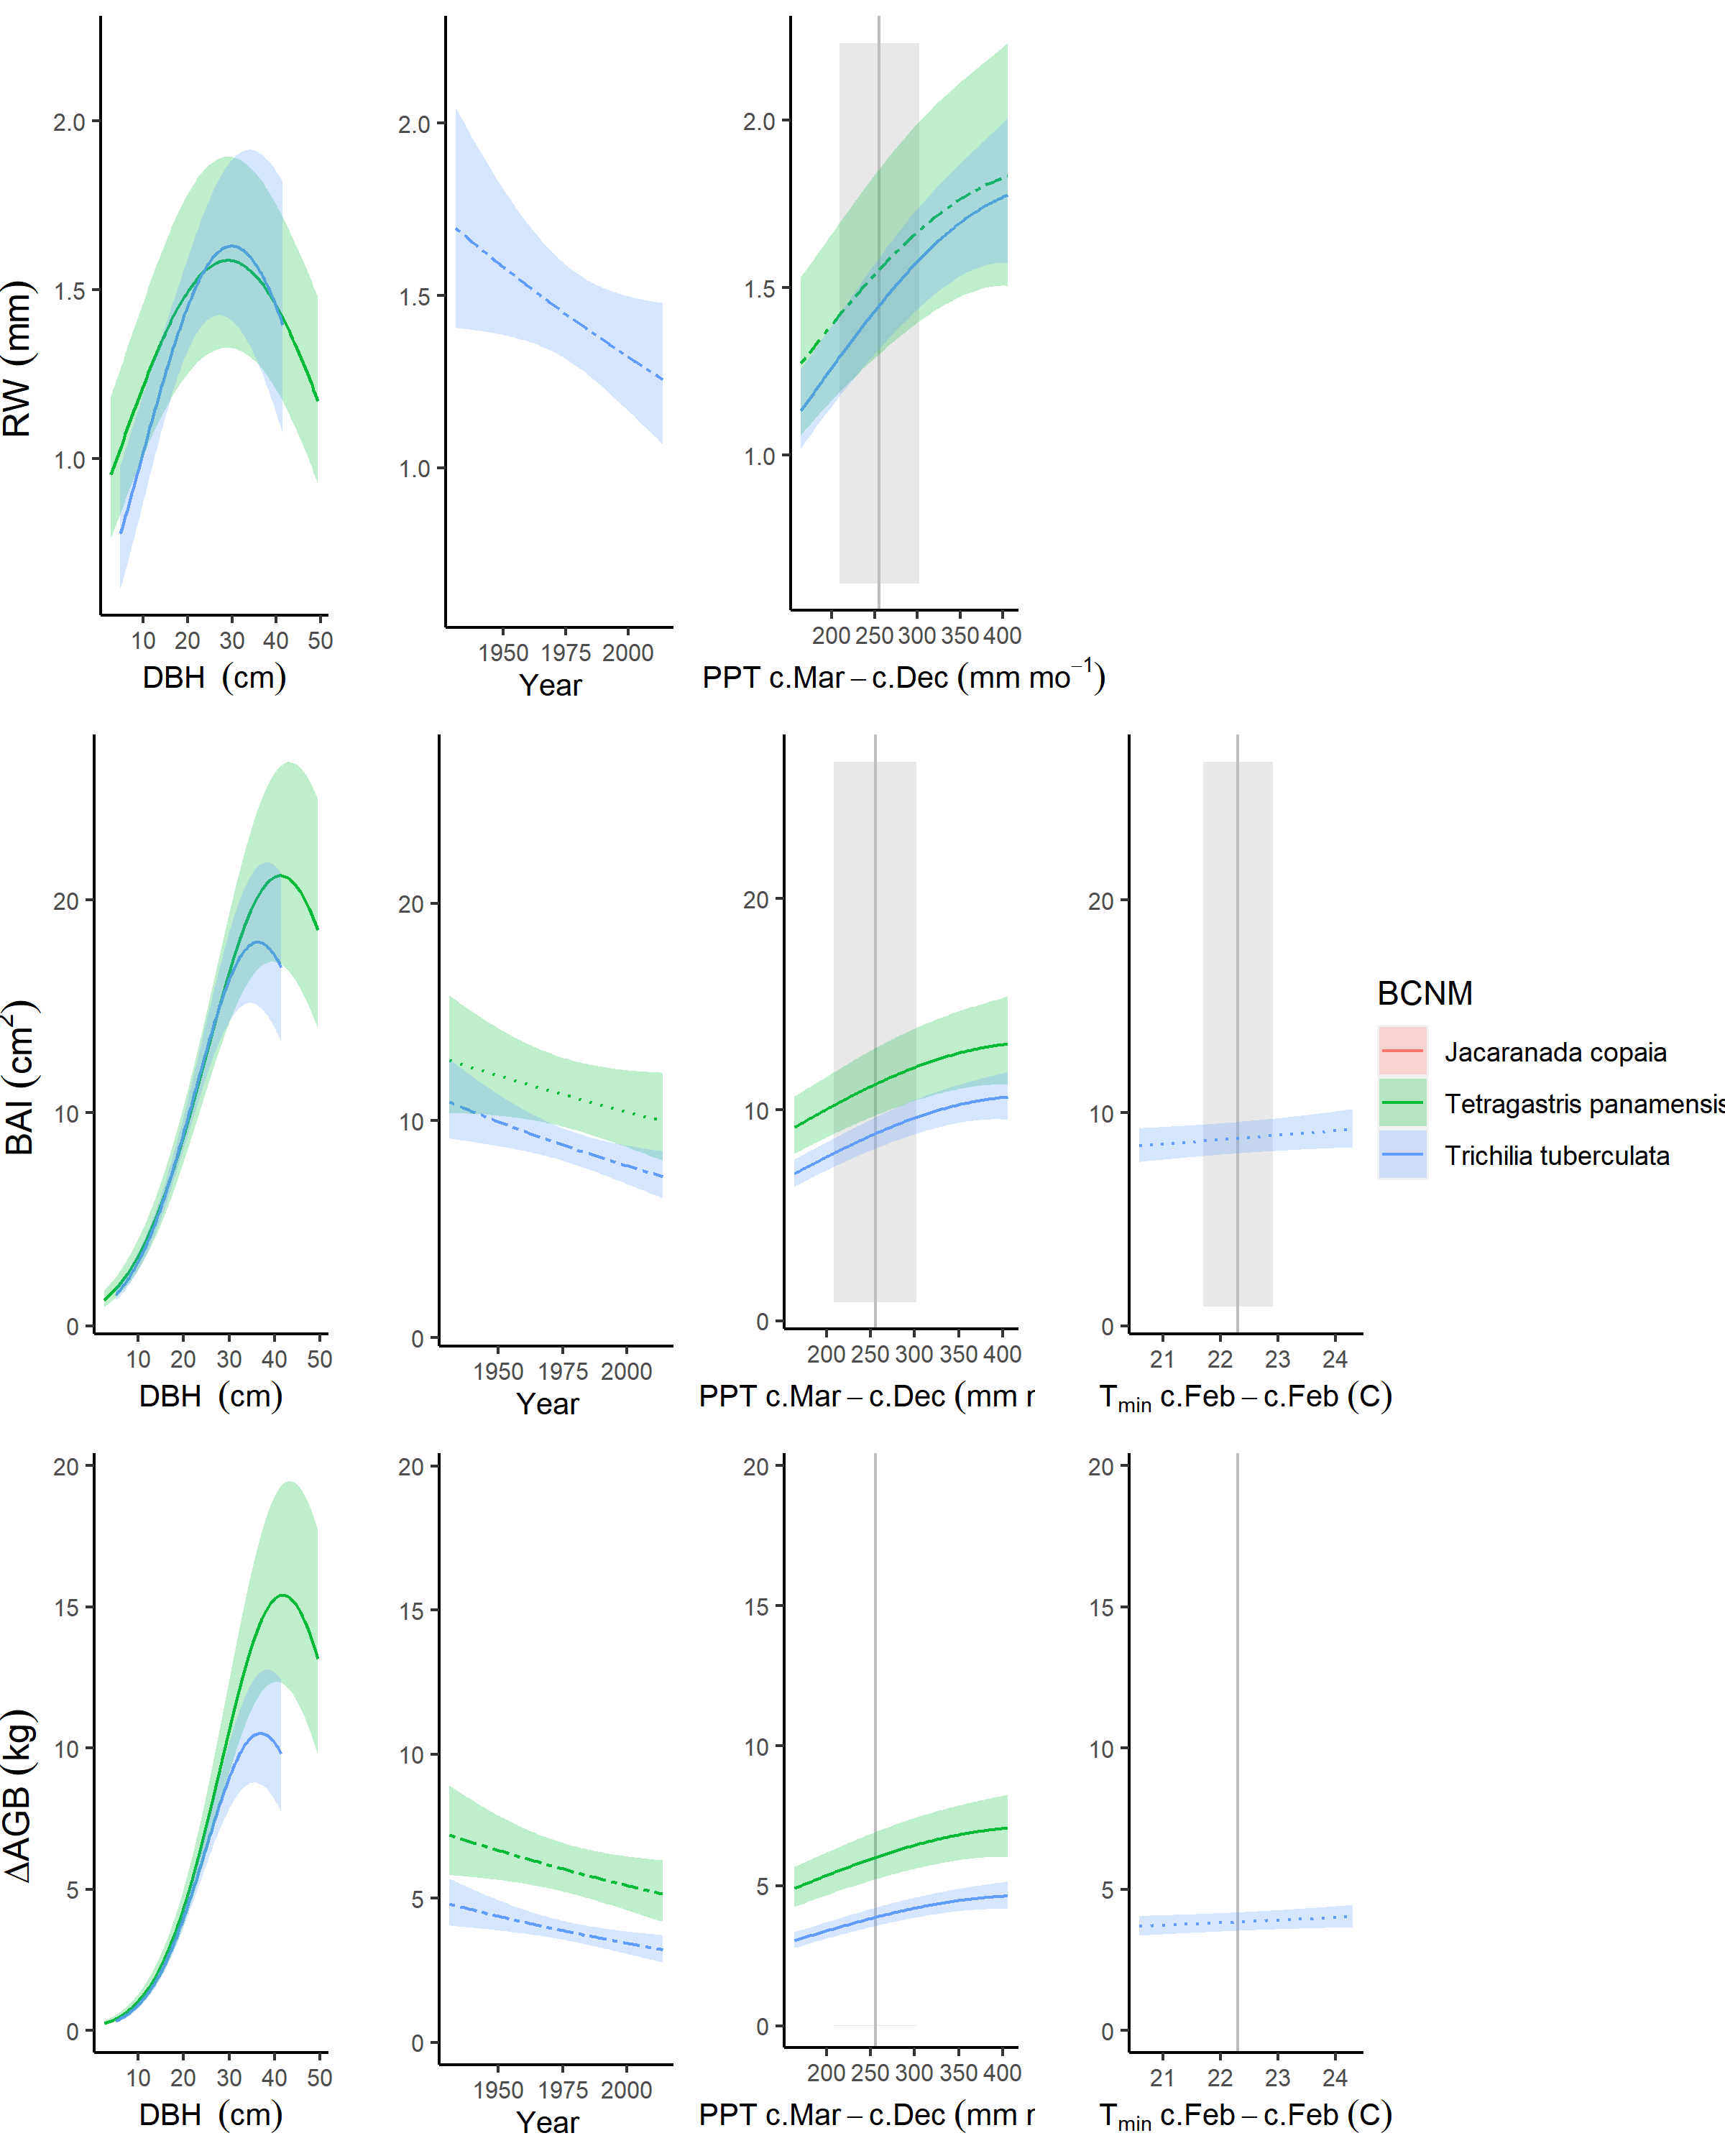 RW (mm)
2.0
1.5
1.0
10 20 30 40 50
DBH (cm)
2.0
1.5
1.0
1950 1975 2000
Year
2.0
1.5
1.0
200 250 300 350 400
PPT c.Mar – c.Dec (mm mo⁻¹)
BAI (cm²)
20
10
0
10 20 30 40 50
DBH (cm)
20
10
0
1950 1975 2000
Year
20
10
0
200 250 300 350 400
PPT c.Mar – c.Dec (mm r
20
10
0
21 22 23 24
Tmin c.Feb – c.Feb (C)
BCNM
Jacaranada copaia
Tetragastris panamensis
Trichilia tuberculata
ΔAGB (kg)
20
15
10
5
0
10 20 30 40 50
DBH (cm)
20
15
10
5
0
1950 1975 2000
Year
20
15
10
5
0
200 250 300 350 400
PPT c.Mar – c.Dec (mm r
20
15
10
5
0
21 22 23 24
Tmin c.Feb – c.Feb (C)